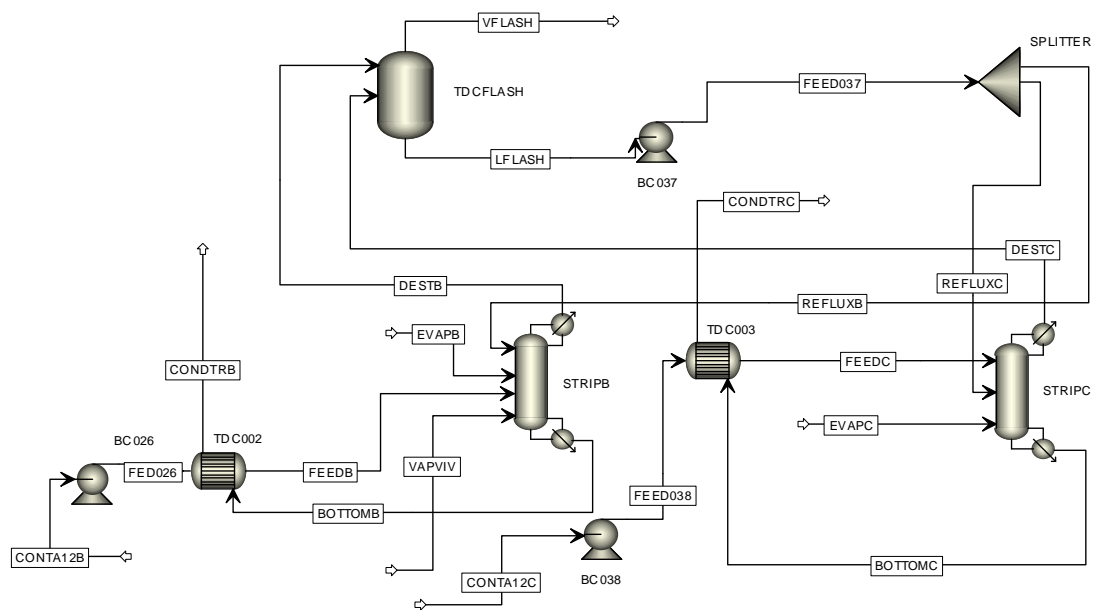 VFLASH
SPLITTER
TDCFLASH
FEED037
LFLASH
BC037
CONDTRC
DESTC
DESTB
REFLUXC
REFLUXB
EVAPB
TDC003
CONDTRB
FEEDC
STRIPB
STRIPC
EVAPC
BC026
TDC002
FED026
FEEDB
VAPVIV
FEED038
BOTTOMB
CONTA12B
BOTTOMC
CONTA12C
BC038